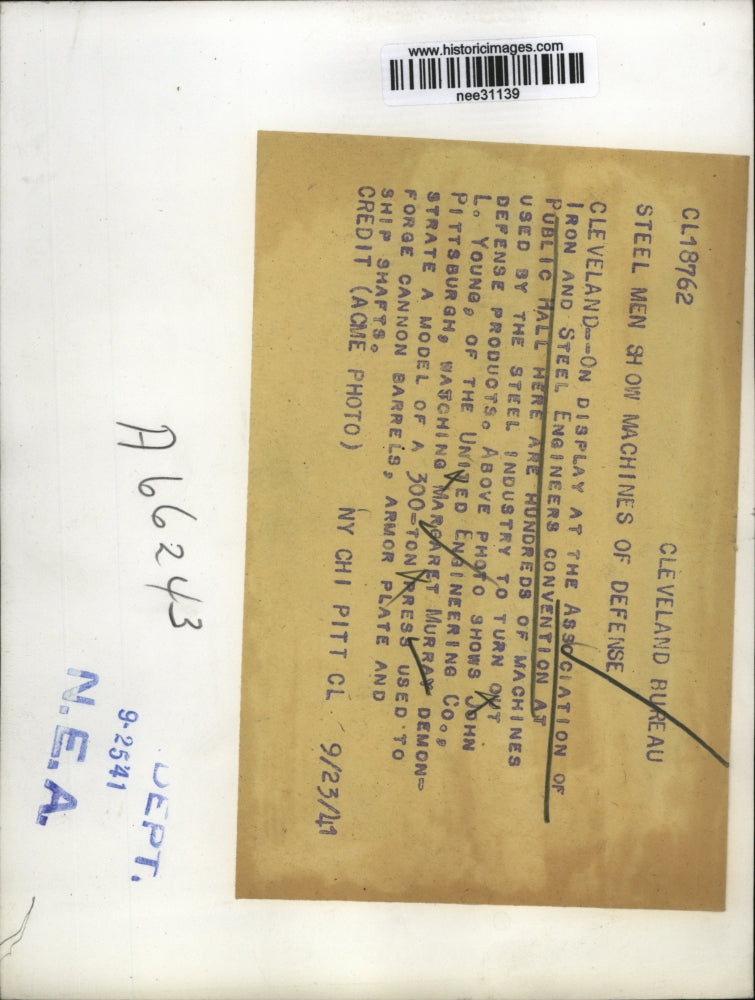 www.historicimages.com
nee31139
CL18762
CLEVELAND BUREAU
STEEL MEN SHOW MACHINES OF DEFENSE
CLEVELAND--ON DISPLAY AT THE ASSOCIATION OF
IRON AND STEEL ENGINEERS CONVENTION AT
PUBLIC HALL HERE ARE HUNDREDS OF MACHINES
USED BY THE STEEL INDUSTRY TO TURN OUT
DEFENSE PRODUCTS. ABOVE PHOTO SHOWS JOHN
L. YOUNG, OF THE UNITED ENGINEERING CO.,
PITTSBURGH, WATCHING MARGARET MURRAY DEMON-
STRATE A MODEL OF A 300-TON PRESS USED TO
FORGE CANNON BARRELS, ARMOR PLATE AND
SHIP SHAFTS.
CREDIT (ACME PHOTO) NY CHI PITT CL 9/23/41
A66243
DEPT.
9-25-41
N.E.A.